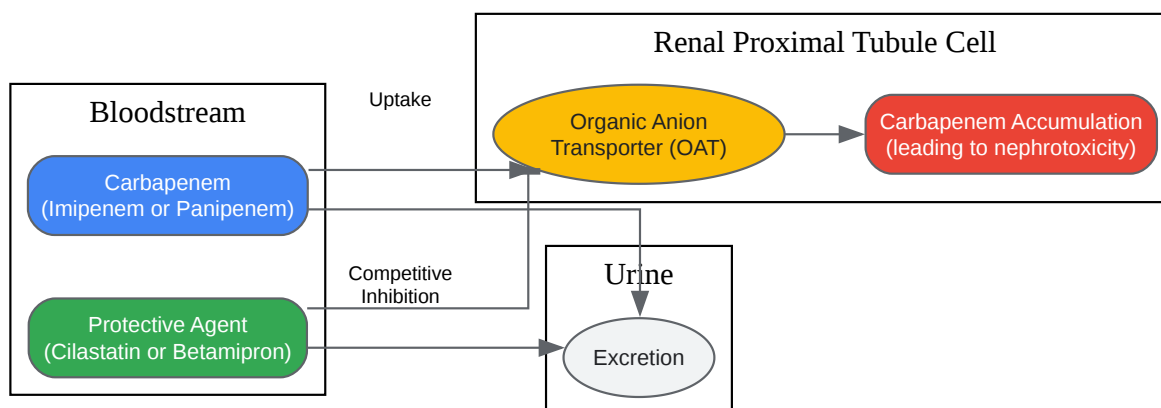 Renal Proximal Tubule Cell
Bloodstream
Uptake
Organic Anion
Transporter (OAT)
Carbapenem Accumulation
(leading to nephrotoxicity)
Carbapenem
(Imipenem or Panipenem)
Competitive
Inhibition
Urine
Protective Agent
(Cilastatin or Betamipron)
Excretion